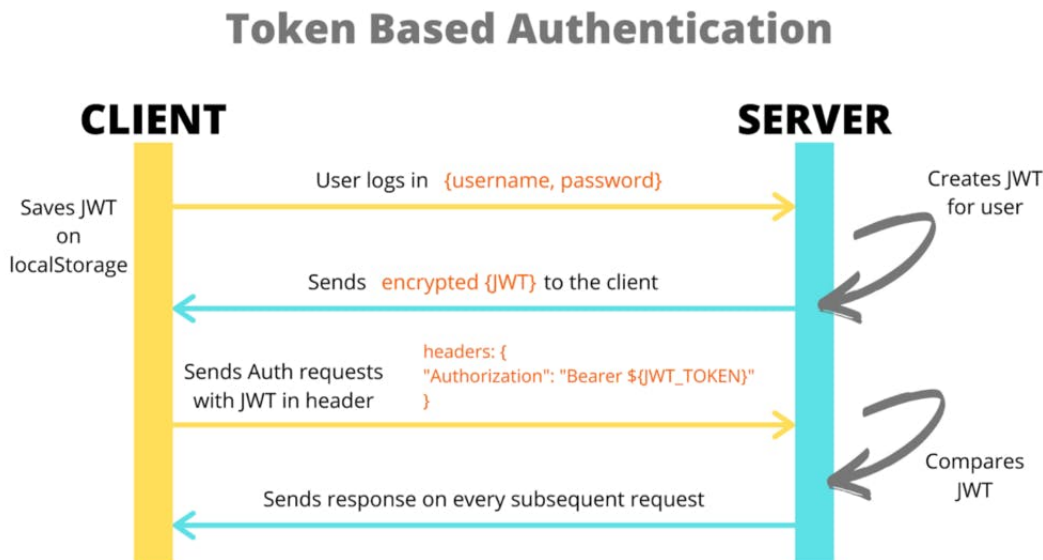 Token Based Authentication
CLIENT
SERVER
User logs in {username, password}
Creates JWT
for user
Saves JWT
on
localStorage
Sends encrypted {JWT} to the client
Sends Auth requests
with JWT in header
headers: {
"Authorization": "Bearer ${JWT_TOKEN}"
}
Compares
JWT
Sends response on every subsequent request